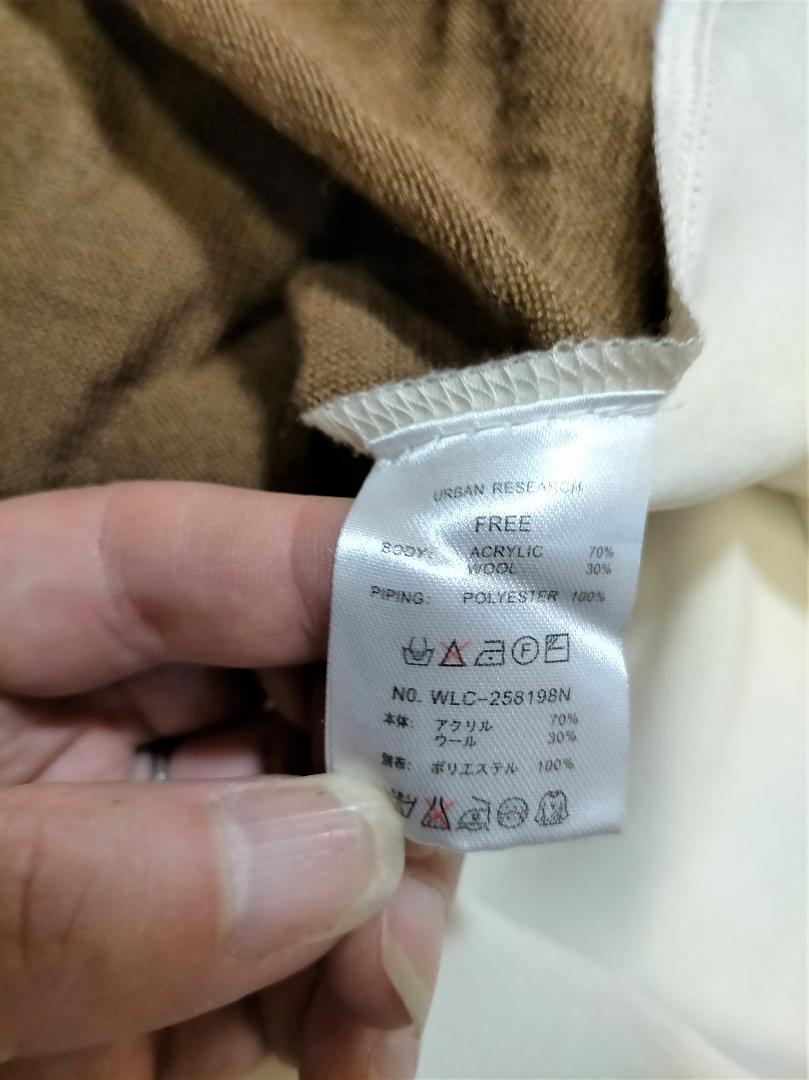 URBAN RESEARCH
FREE
BODY: ACRYLIC 70%
WOOL 30%
PIPING: POLYESTER 100%
F
NO. WLC-258198N
本体: アクリル 70%
ウール 30%
別布: ポリエステル 100%